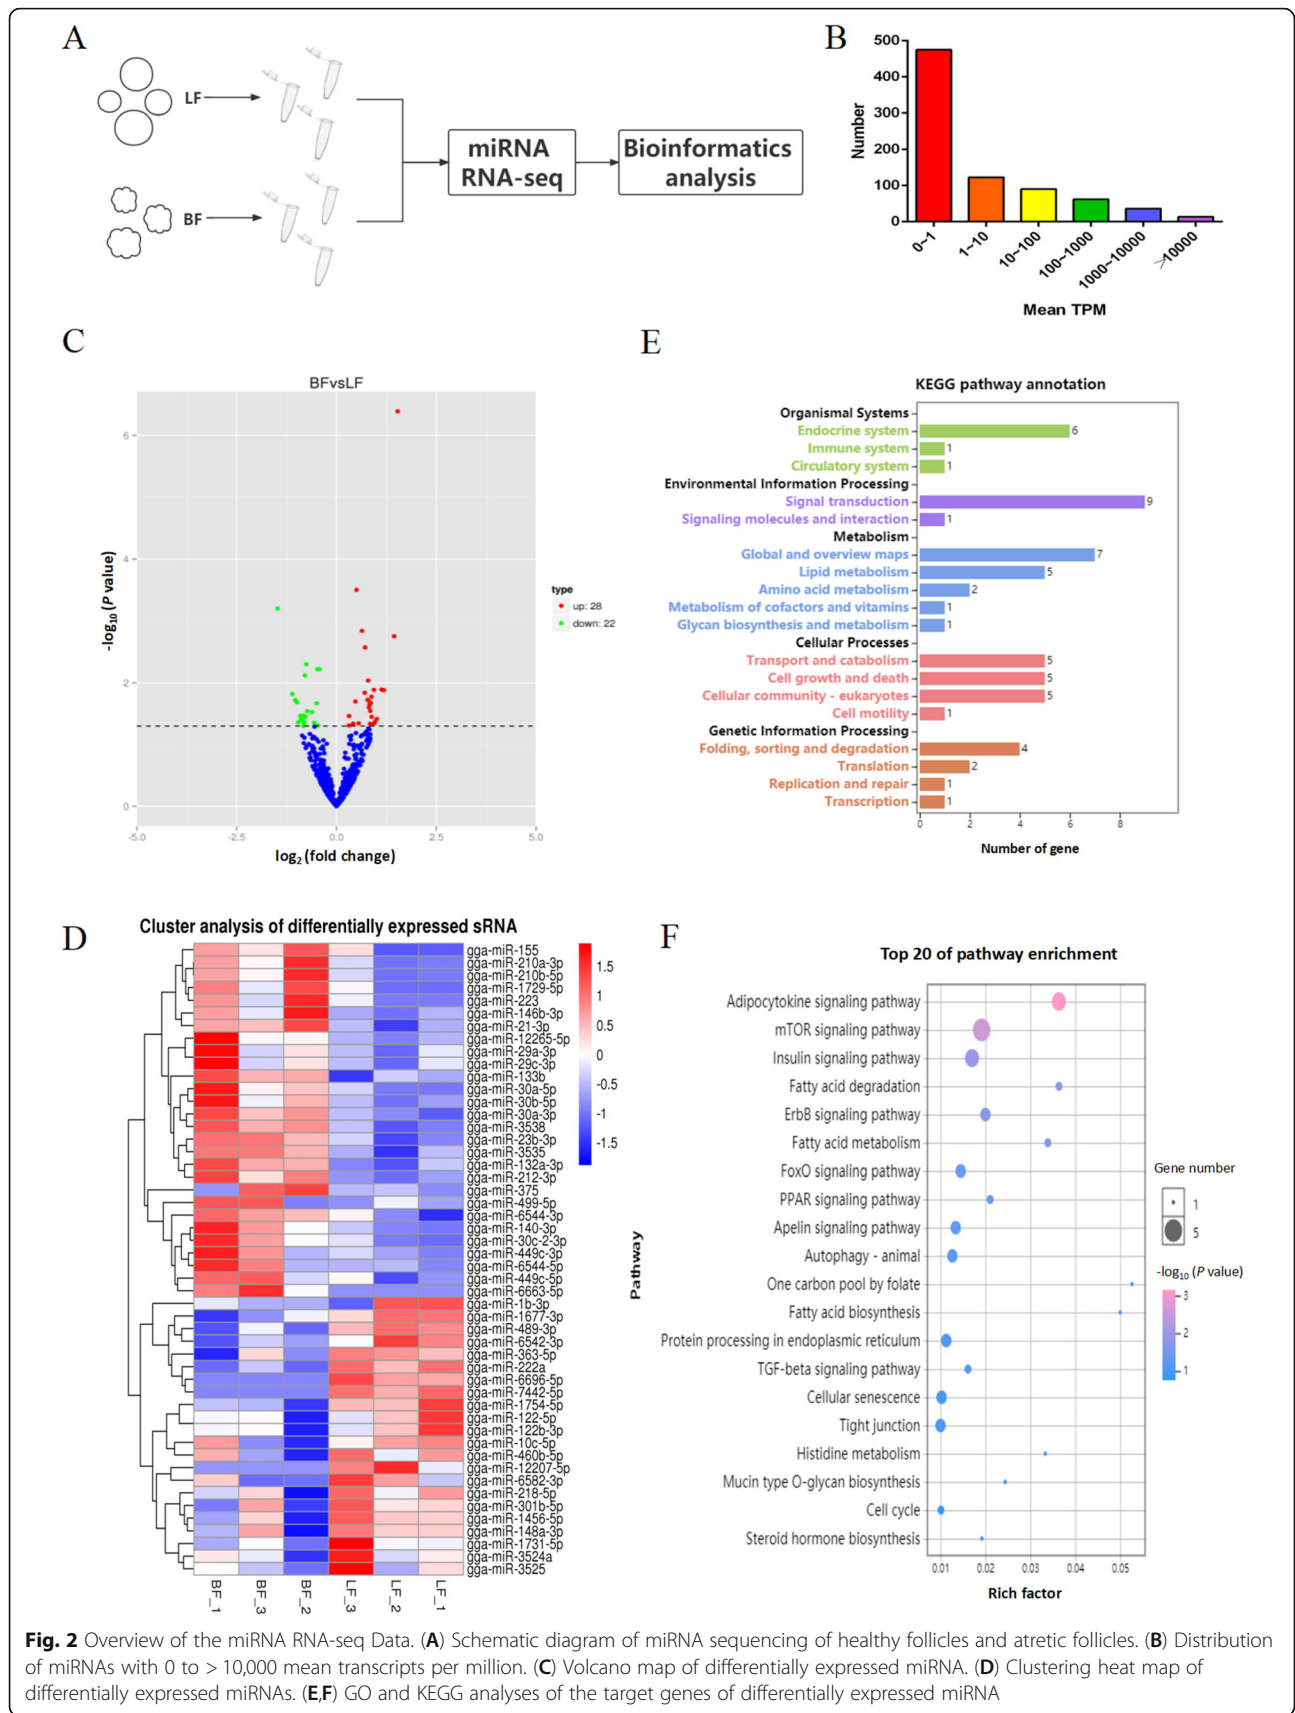 A
LF
BF
miRNA
RNA-seq
Bioinformatics
analysis
B
Number
500
400
300
200
100
0
0~1
1~10
10~100
100~1000
1000~10000
>10000
Mean TPM
C
BFvsLF
-log10 (P value)
6
4
2
0
-5.0
-2.5
0.0
2.5
5.0
log2 (fold change)
type
up: 28
down: 22
E
KEGG pathway annotation
Organismal Systems
Endocrine system 6
Immune system 1
Circulatory system 1
Environmental Information Processing
Signal transduction 9
Signaling molecules and interaction 1
Metabolism
Global and overview maps 7
Lipid metabolism 5
Amino acid metabolism 2
Metabolism of cofactors and vitamins 1
Glycan biosynthesis and metabolism 1
Cellular Processes
Transport and catabolism 5
Cell growth and death 5
Cellular community - eukaryotes 5
Cell motility 1
Genetic Information Processing
Folding, sorting and degradation 4
Translation 2
Replication and repair 1
Transcription 1
0 2 4 6 8
Number of gene
D
Cluster analysis of differentially expressed sRNA
gga-miR-155
gga-miR-210a-3p
gga-miR-210b-5p
gga-miR-1729-5p
gga-miR-223
gga-miR-146b-3p
gga-miR-21-3p
gga-miR-12265-5p
gga-miR-29a-3p
gga-miR-29c-3p
gga-miR-133b
gga-miR-30a-5p
gga-miR-30b-5p
gga-miR-30a-3p
gga-miR-3538
gga-miR-23b-3p
gga-miR-3535
gga-miR-132a-3p
gga-miR-212-3p
gga-miR-375
gga-miR-499-5p
gga-miR-6544-3p
gga-miR-140-3p
gga-miR-30c-2-3p
gga-miR-449c-3p
gga-miR-6544-5p
gga-miR-449c-5p
gga-miR-6663-5p
gga-miR-1b-3p
gga-miR-1677-3p
gga-miR-489-3p
gga-miR-6542-3p
gga-miR-363-5p
gga-miR-222a
gga-miR-6696-5p
gga-miR-7442-5p
gga-miR-1754-5p
gga-miR-122-5p
gga-miR-122b-3p
gga-miR-10c-5p
gga-miR-460b-5p
gga-miR-12207-5p
gga-miR-6582-3p
gga-miR-218-5p
gga-miR-301b-5p
gga-miR-1456-5p
gga-miR-148a-3p
gga-miR-1731-5p
gga-miR-3524a
gga-miR-3525
BF_1
BF_3
BF_2
LF_3
LF_2
LF_1
1.5
1
0.5
0
-0.5
-1
-1.5
F
Top 20 of pathway enrichment
Pathway
Adipocytokine signaling pathway
mTOR signaling pathway
Insulin signaling pathway
Fatty acid degradation
ErbB signaling pathway
Fatty acid metabolism
FoxO signaling pathway
PPAR signaling pathway
Apelin signaling pathway
Autophagy - animal
One carbon pool by folate
Fatty acid biosynthesis
Protein processing in endoplasmic reticulum
TGF-beta signaling pathway
Cellular senescence
Tight junction
Histidine metabolism
Mucin type O-glycan biosynthesis
Cell cycle
Steroid hormone biosynthesis
0.01 0.02 0.03 0.04 0.05
Rich factor
Gene number
1
5
-log10 (P value)
3
2
1
Fig. 2 Overview of the miRNA RNA-seq Data. (A) Schematic diagram of miRNA sequencing of healthy follicles and atretic follicles. (B) Distribution
of miRNAs with 0 to > 10,000 mean transcripts per million. (C) Volcano map of differentially expressed miRNA. (D) Clustering heat map of
differentially expressed miRNAs. (E,F) GO and KEGG analyses of the target genes of differentially expressed miRNA